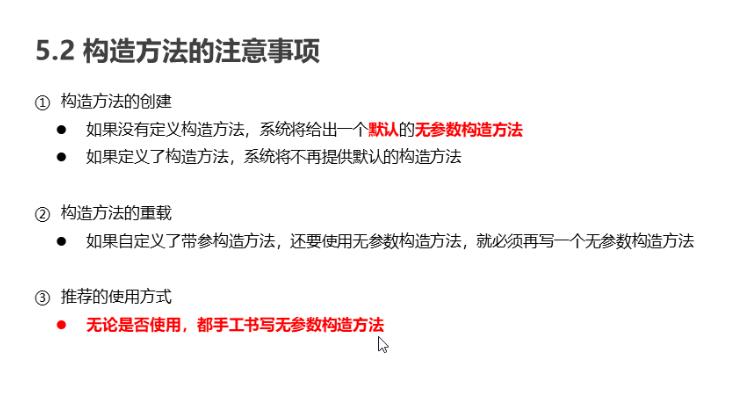 5.2 构造方法的注意事项
① 构造方法的创建
● 如果没有定义构造方法，系统将给出一个默认的无参数构造方法
● 如果定义了构造方法，系统将不再提供默认的构造方法
② 构造方法的重载
● 如果自定义了带参构造方法，还要使用无参数构造方法，就必须再写一个无参数构造方法
③ 推荐的使用方式
● 无论是否使用，都手工书写无参数构造方法